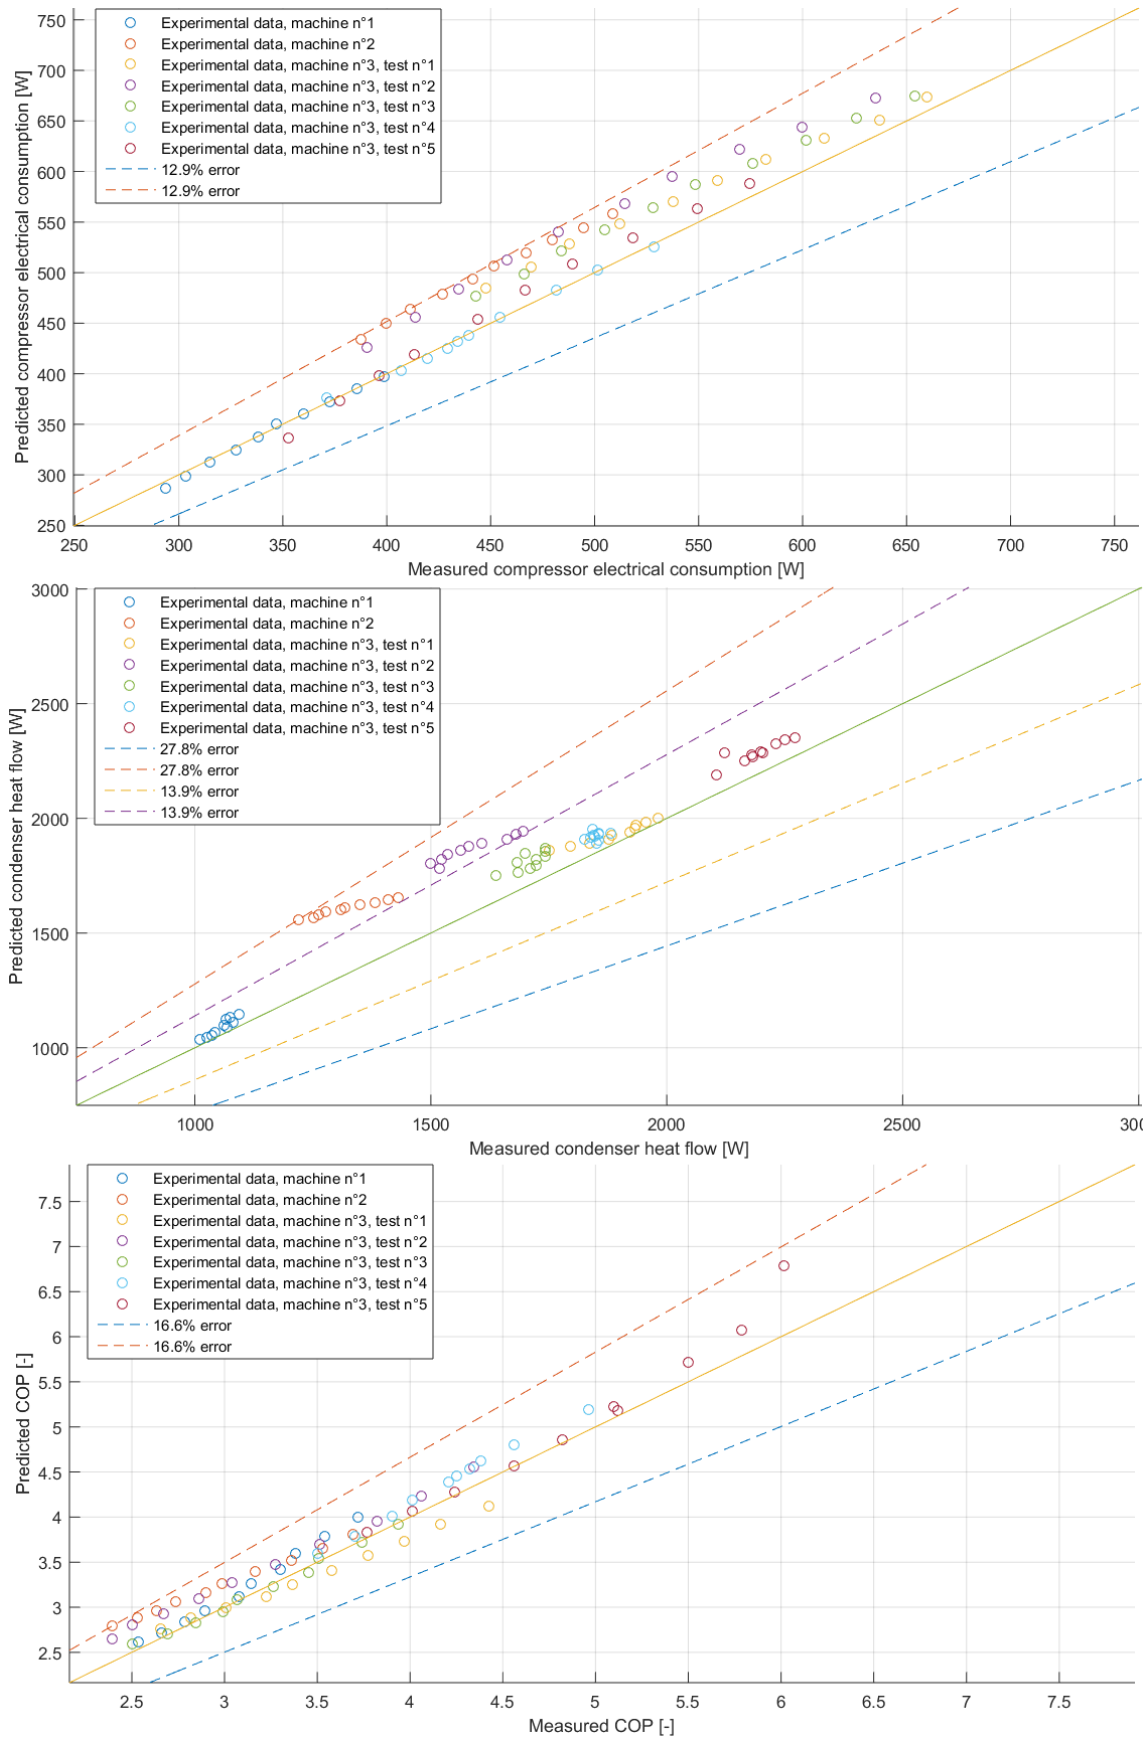 750
700
650
600
550
500
450
400
350
300
250
Predicted compressor electrical consumption [W]
Experimental data, machine n°1
Experimental data, machine n°2
Experimental data, machine n°3, test n°1
Experimental data, machine n°3, test n°2
Experimental data, machine n°3, test n°3
Experimental data, machine n°3, test n°4
Experimental data, machine n°3, test n°5
12.9% error
12.9% error
250 300 350 400 450 500 550 600 650 700 750
Measured compressor electrical consumption [W]
3000
2500
2000
1500
1000
Predicted condenser heat flow [W]
Experimental data, machine n°1
Experimental data, machine n°2
Experimental data, machine n°3, test n°1
Experimental data, machine n°3, test n°2
Experimental data, machine n°3, test n°3
Experimental data, machine n°3, test n°4
Experimental data, machine n°3, test n°5
27.8% error
27.8% error
13.9% error
13.9% error
1000 1500 2000 2500 300
Measured condenser heat flow [W]
7.5
7
6.5
6
5.5
5
4.5
4
3.5
3
2.5
Predicted COP [-]
Experimental data, machine n°1
Experimental data, machine n°2
Experimental data, machine n°3, test n°1
Experimental data, machine n°3, test n°2
Experimental data, machine n°3, test n°3
Experimental data, machine n°3, test n°4
Experimental data, machine n°3, test n°5
16.6% error
16.6% error
2.5 3 3.5 4 4.5 5 5.5 6 6.5 7 7.5
Measured COP [-]